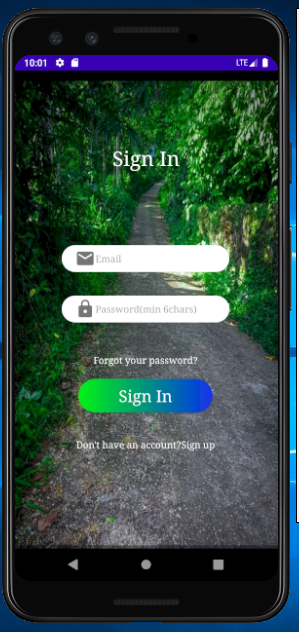 10:01 LTE
Sign In
Email
Password(min 6chars)
Forgot your password?
Sign In
Don't have an account?Sign up